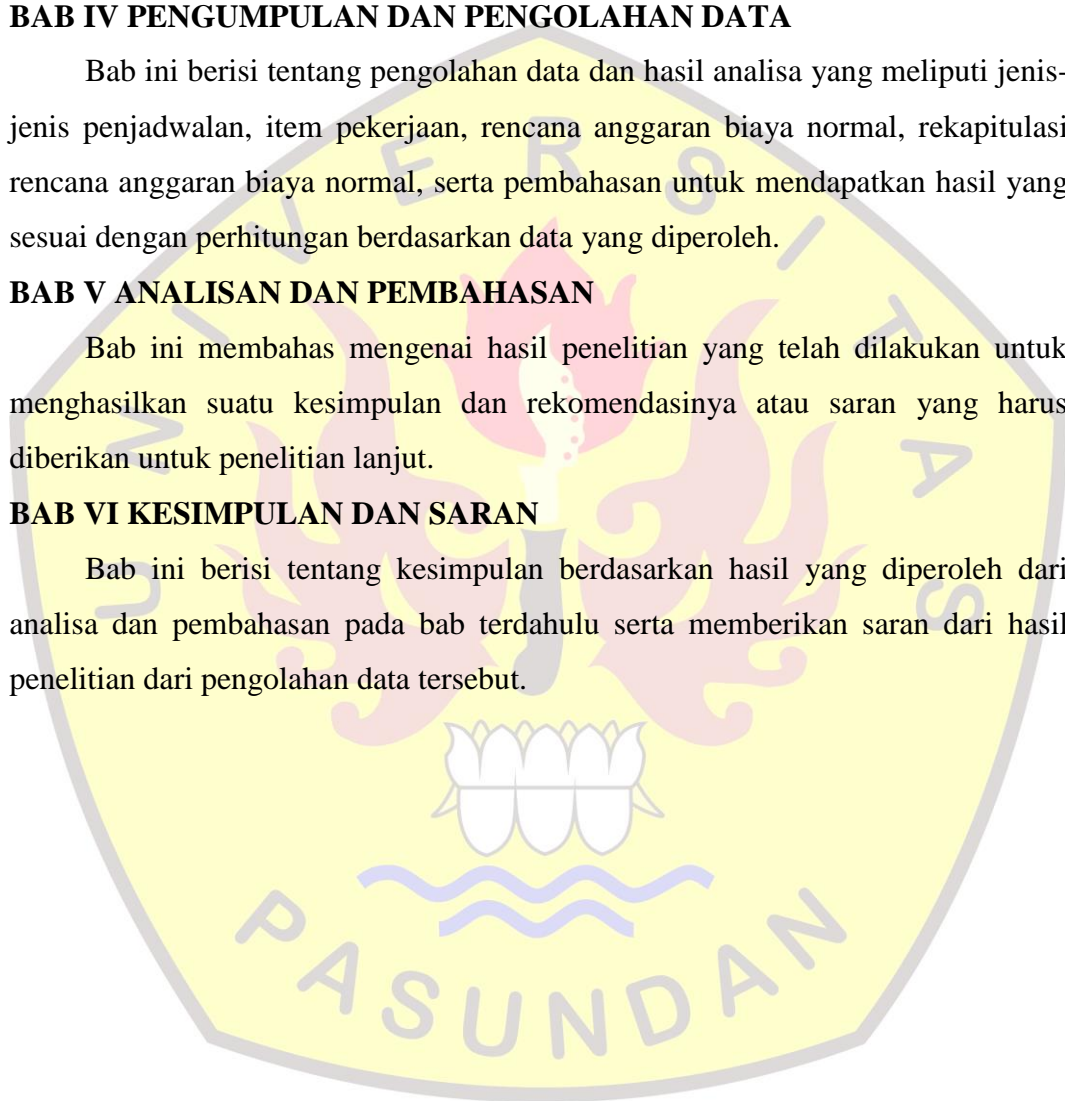 BAB IV PENGUMPULAN DAN PENGOLAHAN DATA
Bab ini berisi tentang pengolahan data dan hasil analisa yang meliputi jenis-
jenis penjadwalan, item pekerjaan, rencana anggaran biaya normal, rekapitulasi
rencana anggaran biaya normal, serta pembahasan untuk mendapatkan hasil yang
sesuai dengan perhitungan berdasarkan data yang diperoleh.
BAB V ANALISAN DAN PEMBAHASAN
Bab ini membahas mengenai hasil penelitian yang telah dilakukan untuk
menghasilkan suatu kesimpulan dan rekomendasinya atau saran yang harus
diberikan untuk penelitian lanjut.
BAB VI KESIMPULAN DAN SARAN
Bab ini berisi tentang kesimpulan berdasarkan hasil yang diperoleh dari
analisa dan pembahasan pada bab terdahulu serta memberikan saran dari hasil
penelitian dari pengolahan data tersebut.
UNIVERSITAS
PASUNDAN